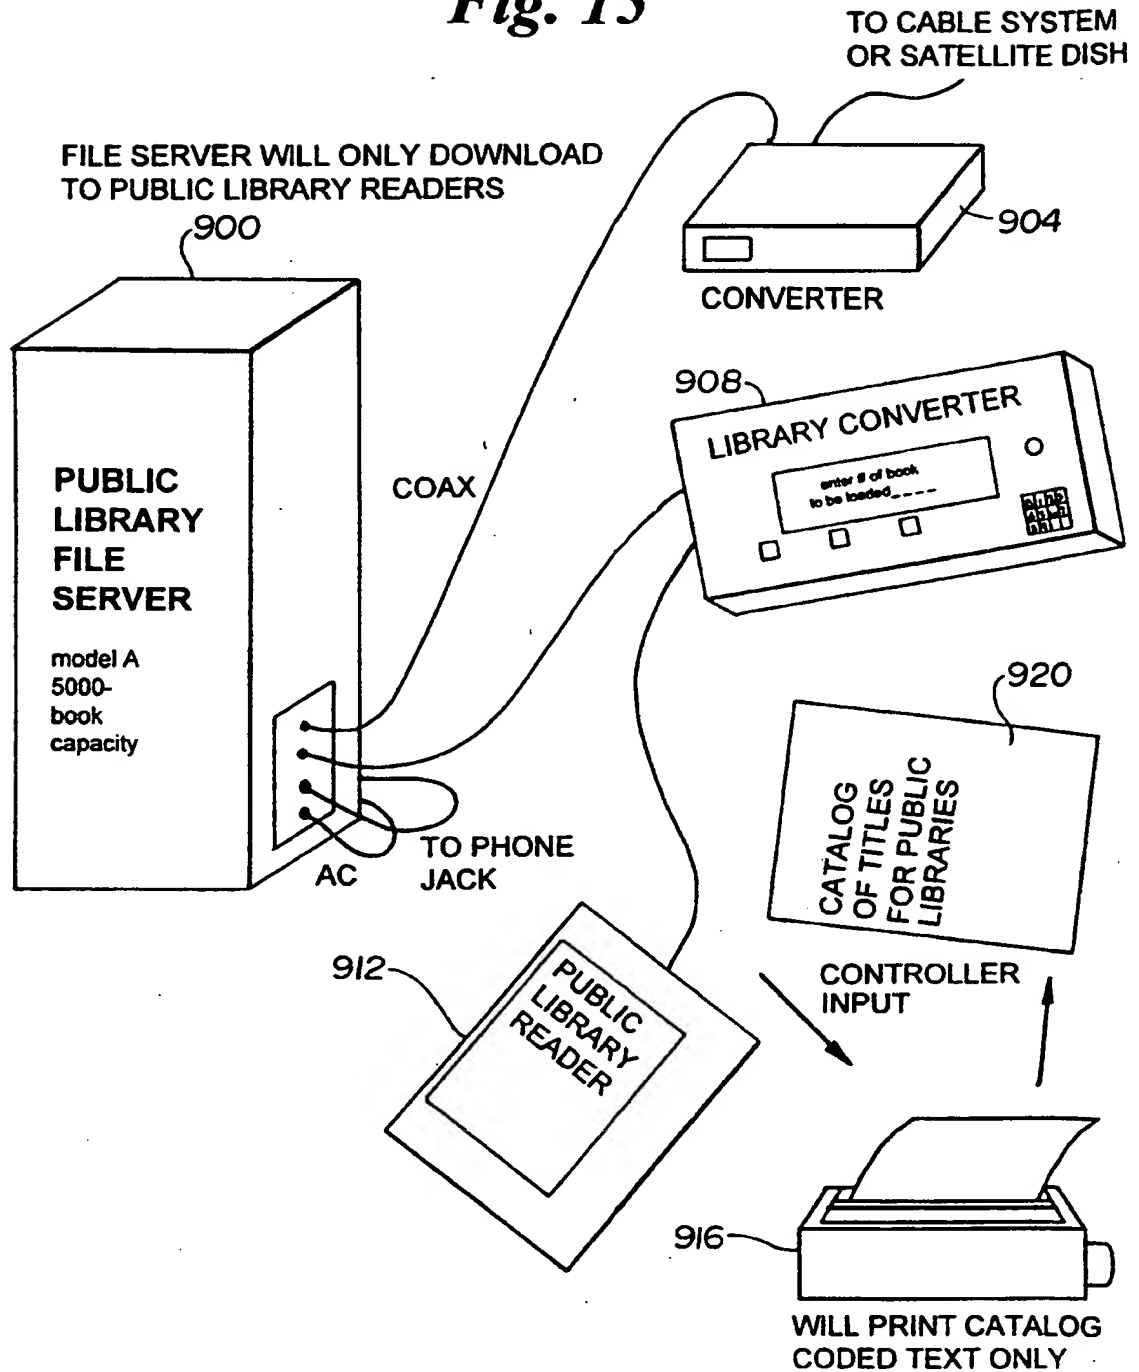 Fig. 15
TO CABLE SYSTEM
OR SATELLITE DISH
FILE SERVER WILL ONLY DOWNLOAD
TO PUBLIC LIBRARY READERS
900
904
CONVERTER
908
LIBRARY CONVERTER
enter # of book
to be loaded____
COAX
PUBLIC
LIBRARY
FILE
SERVER
model A
5000-
book
capacity
AC
TO PHONE
JACK
920
CATALOG
OF TITLES
FOR PUBLIC
LIBRARIES
CONTROLLER
INPUT
912
PUBLIC
LIBRARY
READER
916
WILL PRINT CATALOG
CODED TEXT ONLY